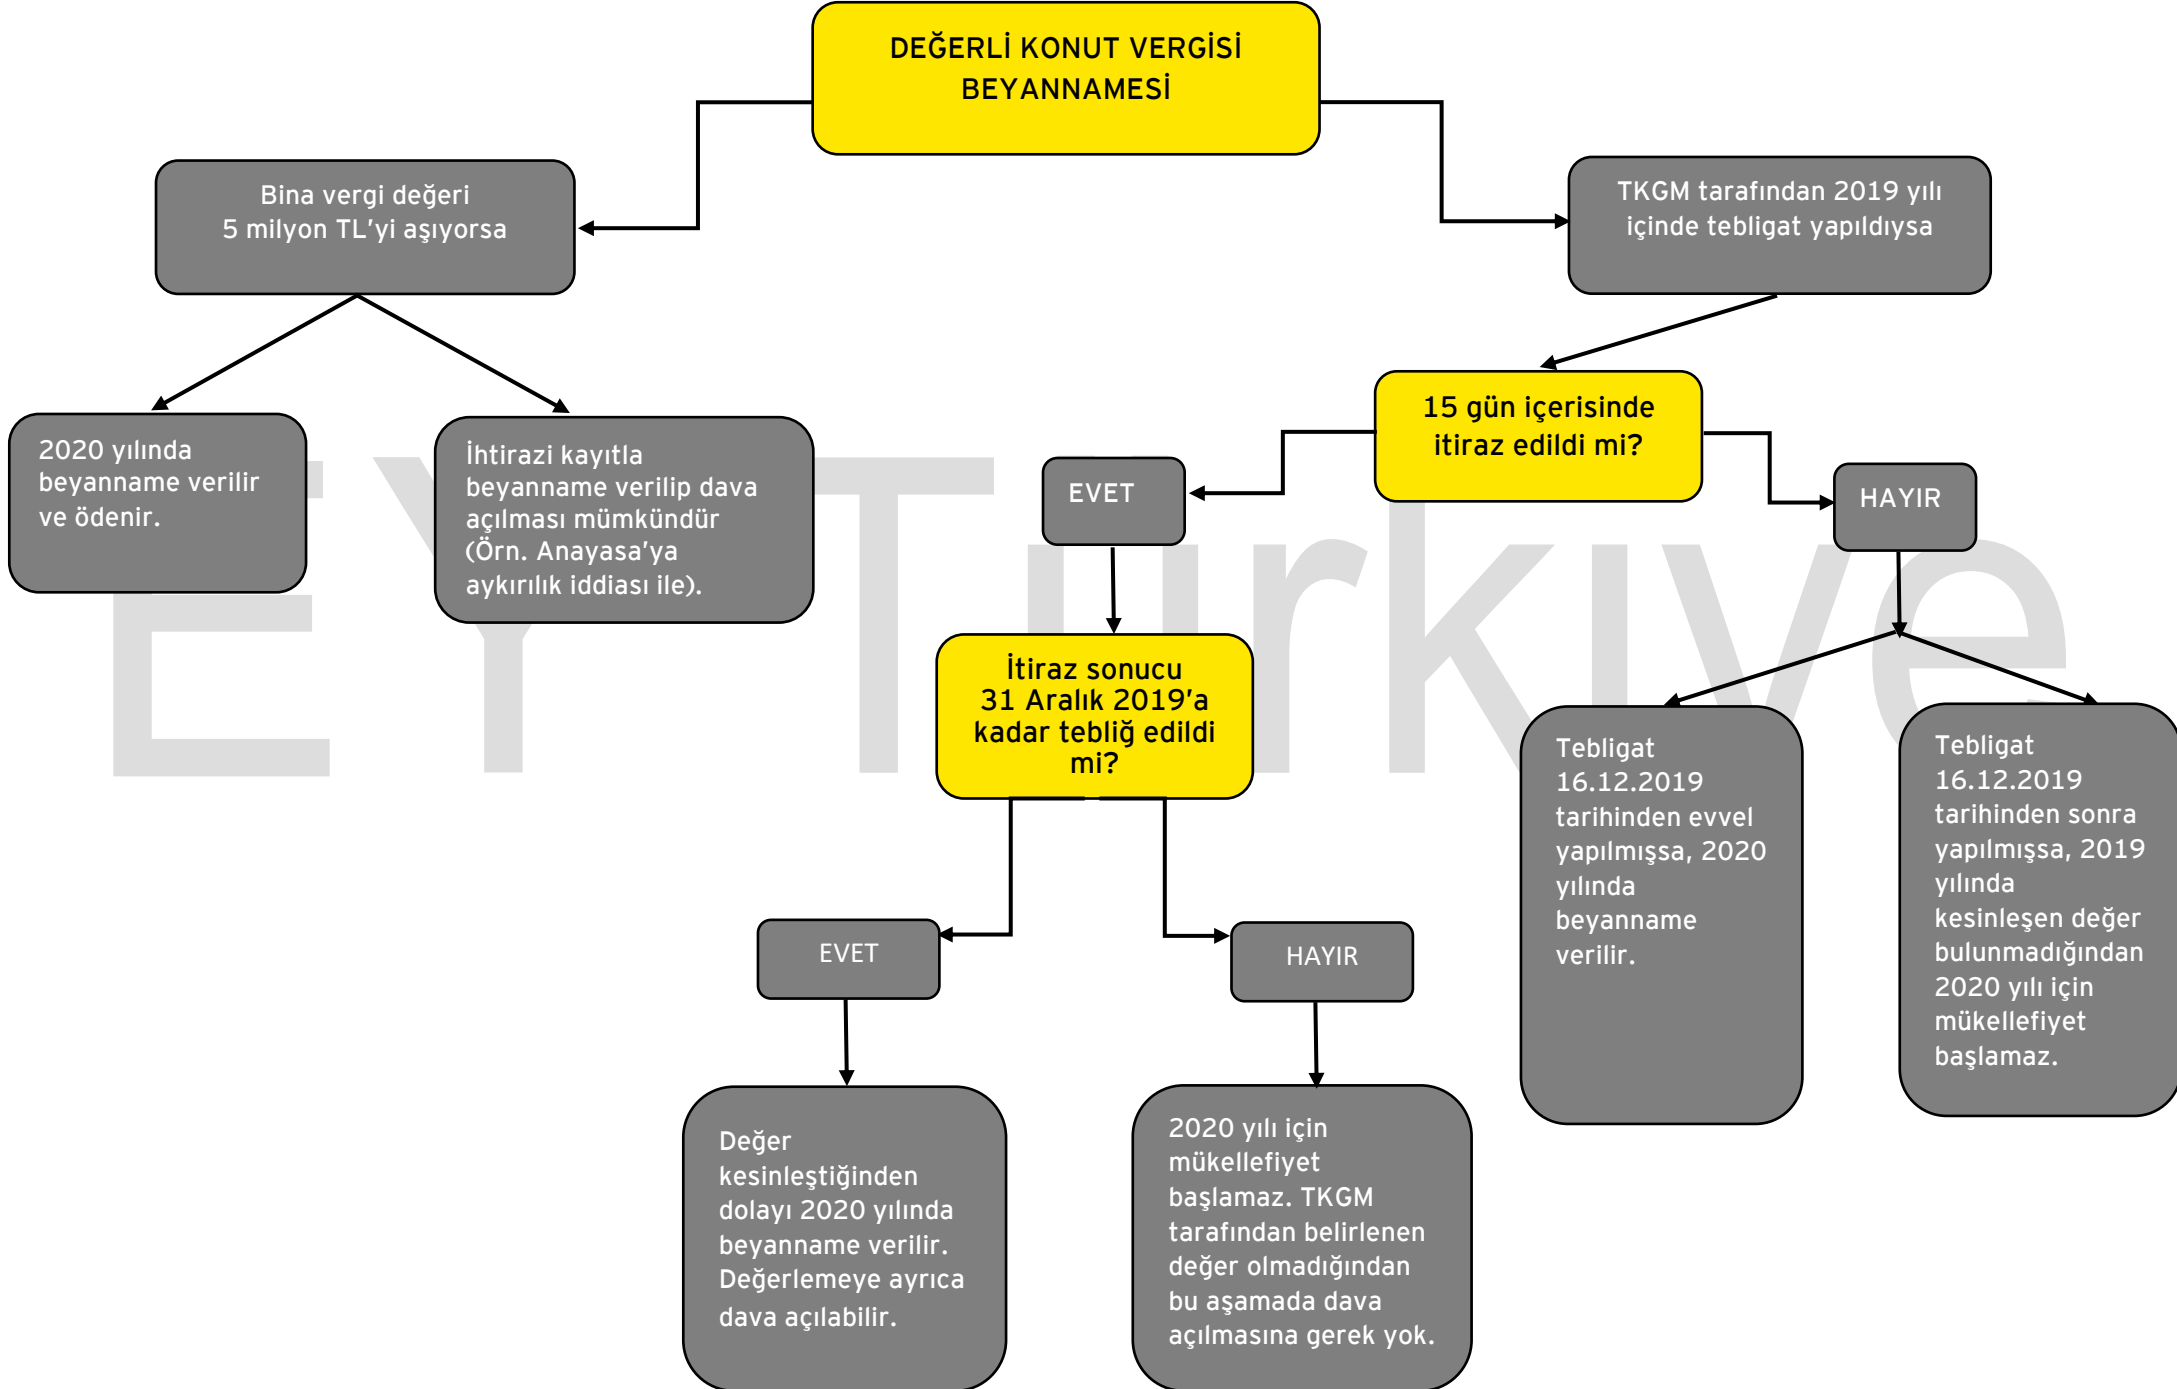 DEĞERLİ KONUT VERGİSİ
BEYANNAMESİ
Bina vergi değeri
5 milyon TL’yi aşıyorsa
TKGM tarafından 2019 yılı
içinde tebligat yapıldıysa
2020 yılında
beyanname verilir
ve ödenir.
İhtirazi kayıtla
beyanname verilip dava
açılması mümkündür
(Örn. Anayasa’ya
aykırılık iddiası ile).
15 gün içerisinde
itiraz edildi mi?
EVET
HAYIR
İtiraz sonucu
31 Aralık 2019’a
kadar tebliğ edildi
mi?
Tebligat
16.12.2019
tarihinden evvel
yapılmışsa, 2020
yılında
beyanname
verilir.
Tebligat
16.12.2019
tarihinden sonra
yapılmışsa, 2019
yılında
kesinleşen değer
bulunmadığından
2020 yılı için
mükellefiyet
başlamaz.
EVET
HAYIR
Değer
kesinleştiğinden
dolayı 2020 yılında
beyanname verilir.
Değerlemeye ayrıca
dava açılabilir.
2020 yılı için
mükellefiyet
başlamaz. TKGM
tarafından belirlenen
değer olmadığından
bu aşamada dava
açılmasına gerek yok.
EY Türkiye